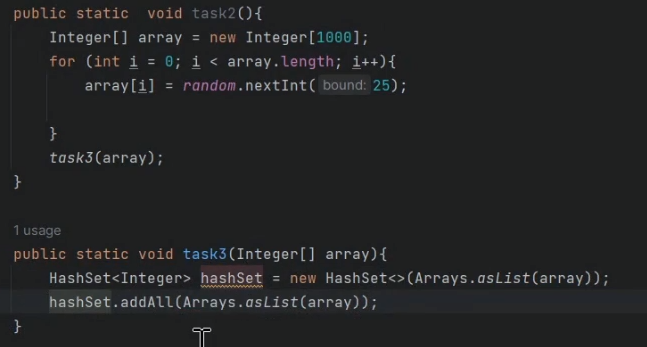 public static  void task2(){
    Integer[] array = new Integer[1000];
    for (int i = 0; i < array.length; i++){
        array[i] = random.nextInt( bound: 25);
    }
    task3(array);
}
1 usage
public static void task3(Integer[] array){
    HashSet<Integer> hashSet = new HashSet<>(Arrays.asList(array));
    hashSet.addAll(Arrays.asList(array));
}